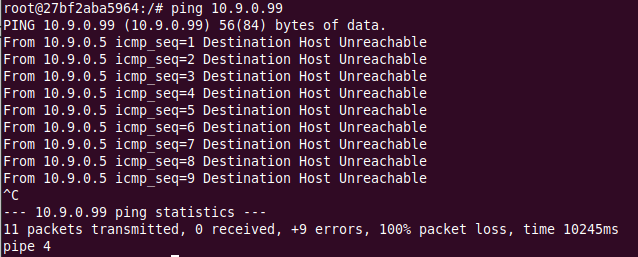 root@27bf2aba5964:/# ping 10.9.0.99
PING 10.9.0.99 (10.9.0.99) 56(84) bytes of data.
From 10.9.0.5 icmp_seq=1 Destination Host Unreachable
From 10.9.0.5 icmp_seq=2 Destination Host Unreachable
From 10.9.0.5 icmp_seq=3 Destination Host Unreachable
From 10.9.0.5 icmp_seq=4 Destination Host Unreachable
From 10.9.0.5 icmp_seq=5 Destination Host Unreachable
From 10.9.0.5 icmp_seq=6 Destination Host Unreachable
From 10.9.0.5 icmp_seq=7 Destination Host Unreachable
From 10.9.0.5 icmp_seq=8 Destination Host Unreachable
From 10.9.0.5 icmp_seq=9 Destination Host Unreachable
^C
--- 10.9.0.99 ping statistics ---
11 packets transmitted, 0 received, +9 errors, 100% packet loss, time 10245ms
pipe 4